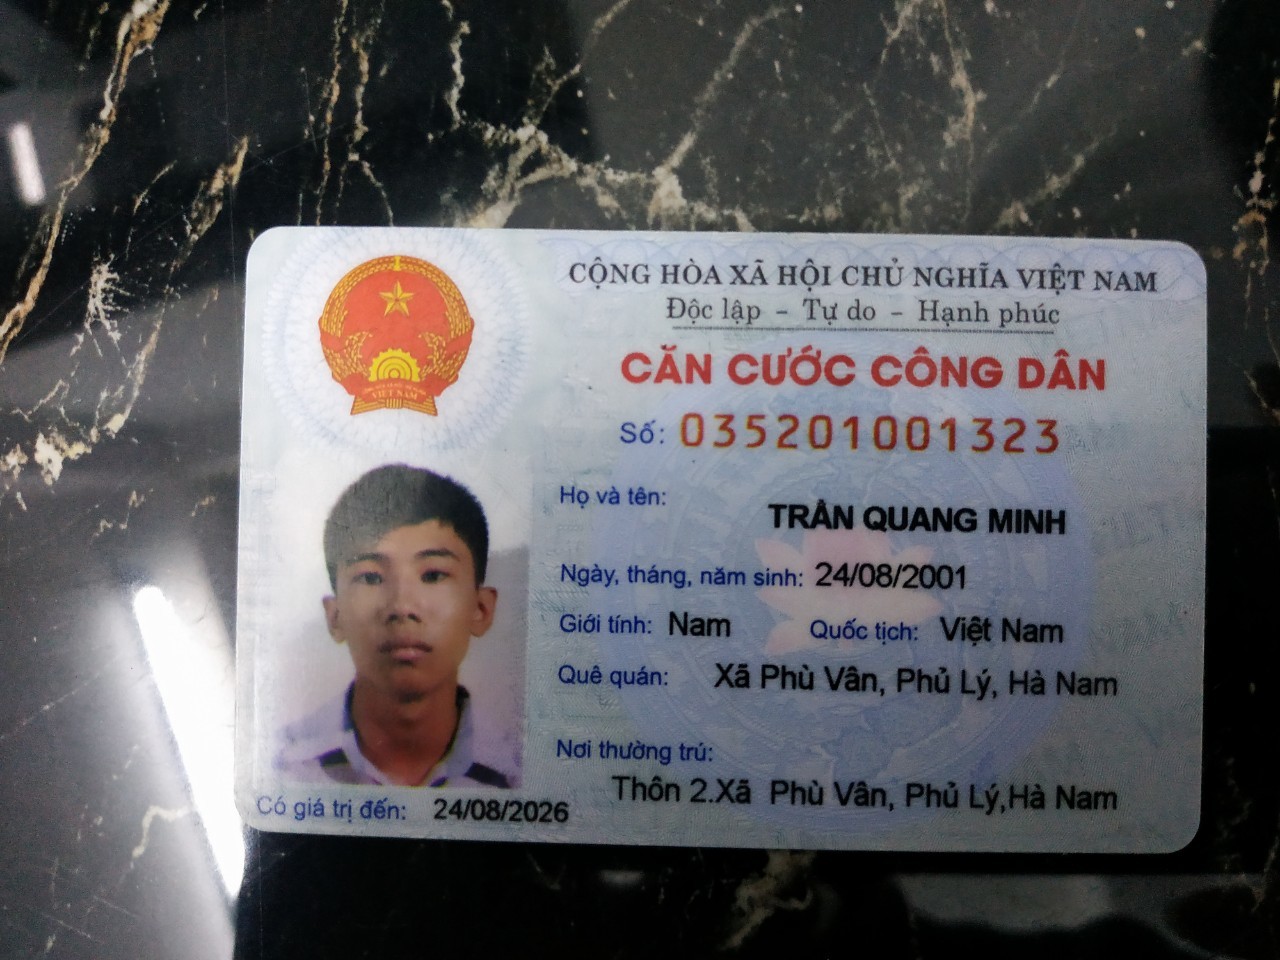 CỘNG HÒA XÃ HỘI CHỦ NGHĨA VIỆT NAM
Độc lập - Tự do - Hạnh phúc
CĂN CƯỚC CÔNG DÂN
Số: 035201001323
Họ và tên:
TRẦN QUANG MINH
Ngày, tháng, năm sinh: 24/08/2001
Giới tính: Nam Quốc tịch: Việt Nam
Quê quán: Xã Phù Vân, Phủ Lý, Hà Nam
Nơi thường trú:
Thôn 2.Xã Phù Vân, Phủ Lý,Hà Nam
Có giá trị đến: 24/08/2026
VIỆT NAM